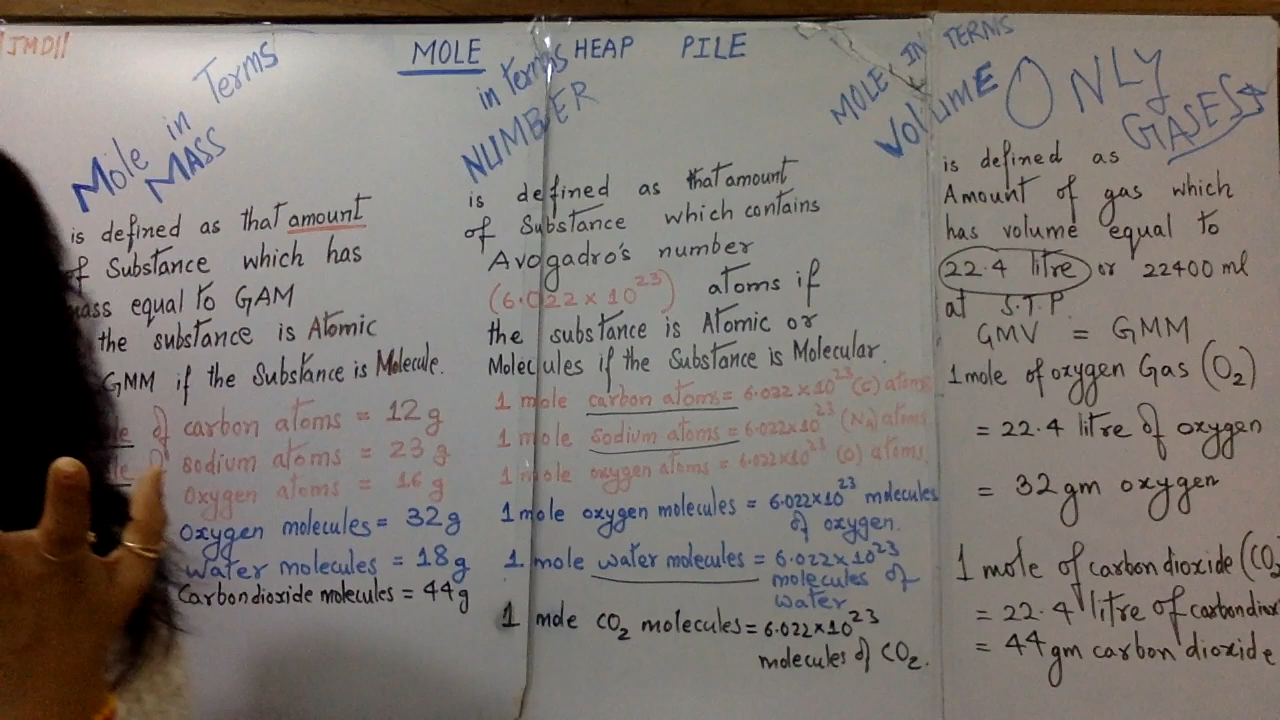 JMD//
MOLE HEAP PILE
Mole in Terms
MASS
is defined as that amount
of Substance which has
mass equal to GAM
the substance is Atomic
GMM if the Substance is Molecule.
of carbon atoms = 12 g
of sodium atoms = 23 g
Oxygen atoms = 16 g
Oxygen molecules = 32 g
Water molecules = 18 g
Carbondioxide molecules = 44 g
in terms
NUMBER
is defined as that amount
of Substance which contains
Avogadro's number
(6.022 x 10^23) atoms if
the substance is Atomic or
Molecules if the Substance is Molecular.
1 mole carbon atoms = 6.022 x 10^23 (C) atoms
1 mole sodium atoms = 6.022 x 10^23 (Na) atoms
1 mole oxygen atoms = 6.022 x 10^23 (O) atoms.
1 mole oxygen molecules = 6.022 x 10^23 molecules
of oxygen.
1 mole water molecules = 6.022 x 10^23
molecules of
water
1 mole CO2 molecules = 6.022 x 10^23
molecules of CO2.
MOLE IN TERMS
VOLUME ONLY
GASES
is defined as
Amount of gas which
has volume equal to
22.4 litre or 22400 ml
at S.T.P.
GMV = GMM
1 mole of oxygen Gas (O2)
= 22.4 litre of oxygen
= 32 gm oxygen
1 mole of carbon dioxide (CO2
= 22.4 litre of carbondiox
= 44 gm carbon dioxide